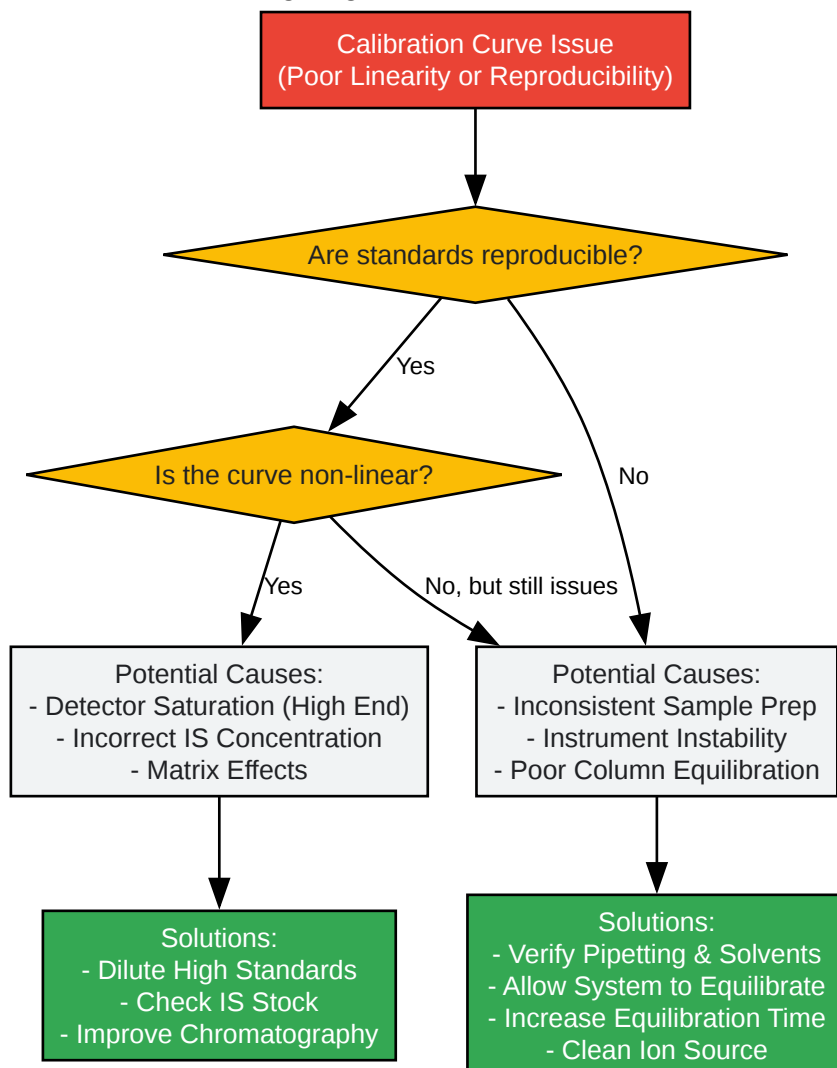 Calibration Curve Issue
(Poor Linearity or Reproducibility)
Are standards reproducible?
Yes
Is the curve non-linear?
No
Yes
No, but still issues
Potential Causes:
- Detector Saturation (High End)
- Incorrect IS Concentration
- Matrix Effects
Potential Causes:
- Inconsistent Sample Prep
- Instrument Instability
- Poor Column Equilibration
Solutions:
- Dilute High Standards
- Check IS Stock
- Improve Chromatography
Solutions:
- Verify Pipetting & Solvents
- Allow System to Equilibrate
- Increase Equilibration Time
- Clean Ion Source